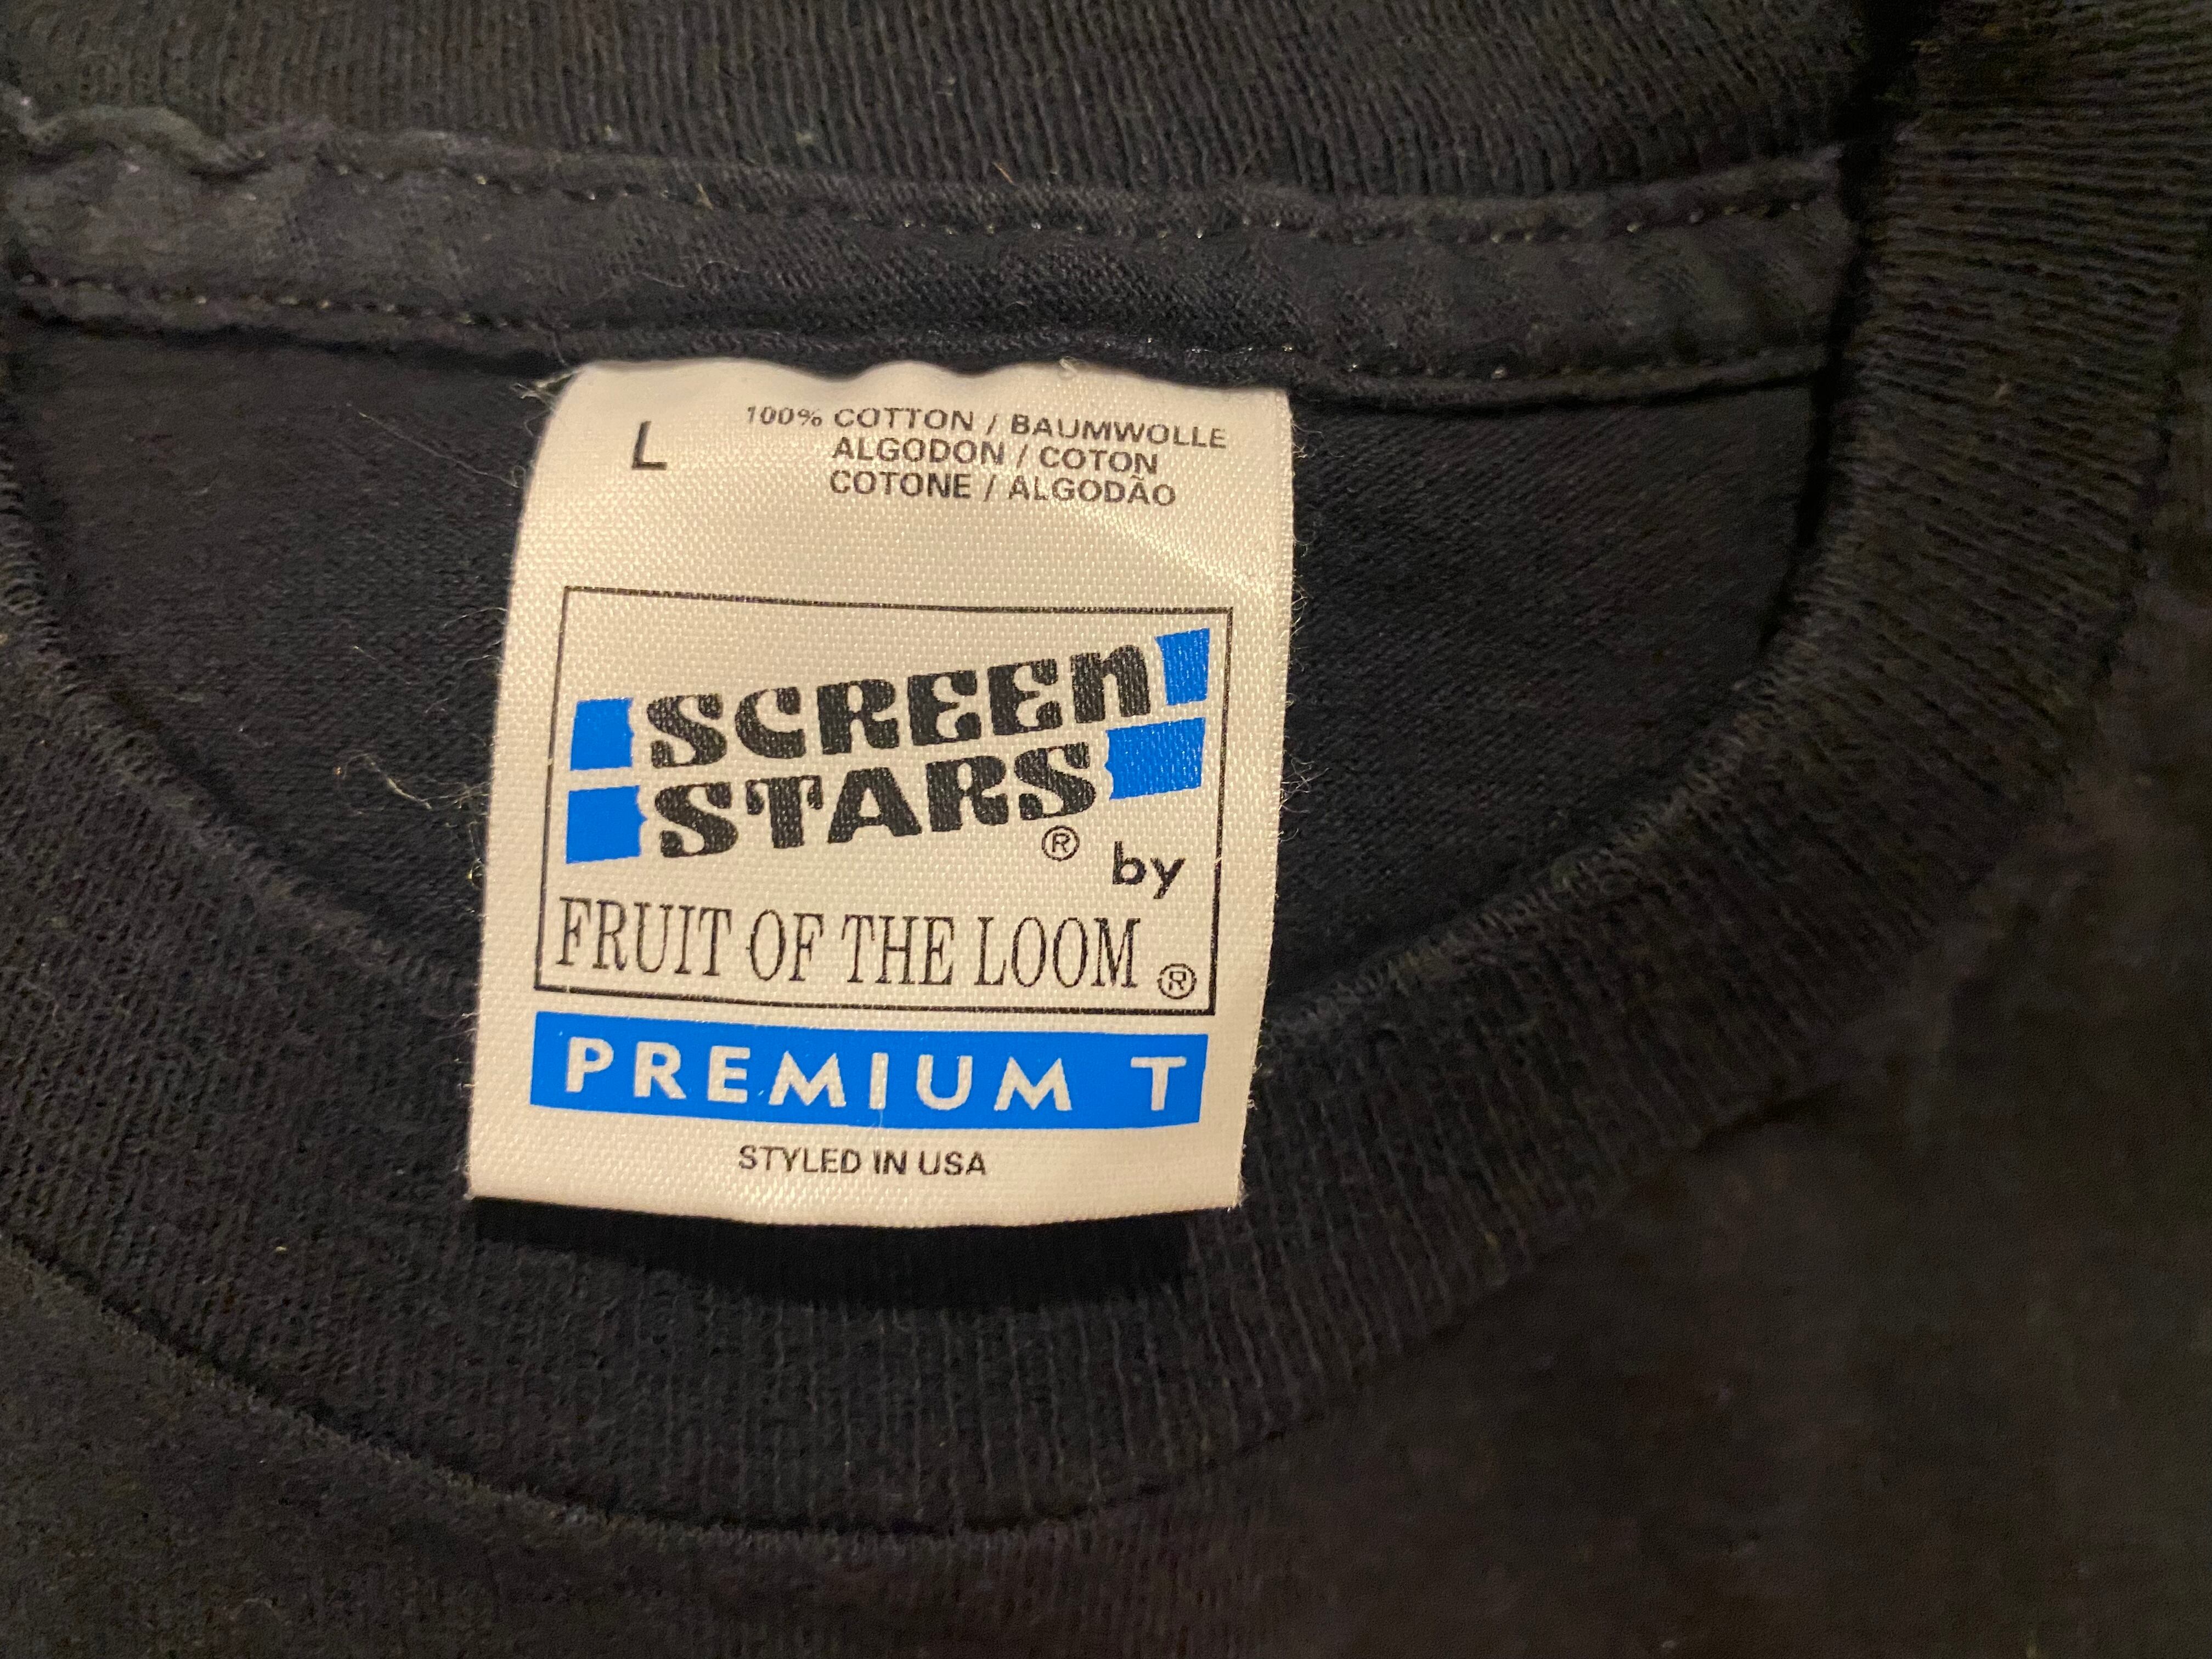 L
100% COTTON / BAUMWOLLE
ALGODON / COTON
COTONE / ALGODÃO
SCREEN
STARS® by
FRUIT OF THE LOOM®
PREMIUM T
STYLED IN USA